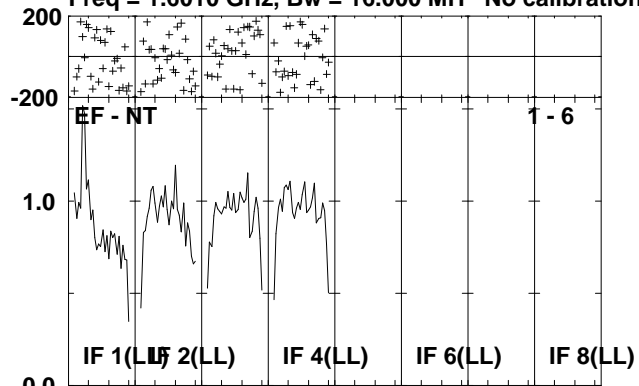 Freq = 1.6010 GHz, Bw = 16.000 MH No calibration
200
-200
EF - NT 1 - 6
1.0
IF 1(LL) IF 2(LL) IF 4(LL) IF 6(LL) IF 8(LL)
0.0